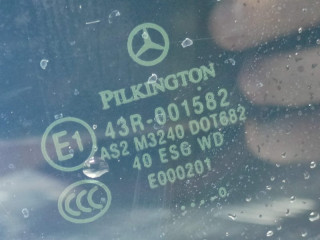 PILKINGTON
E1 43R-001582
AS2 M3240 DOT682
40 ESG WD
E000201
CCC